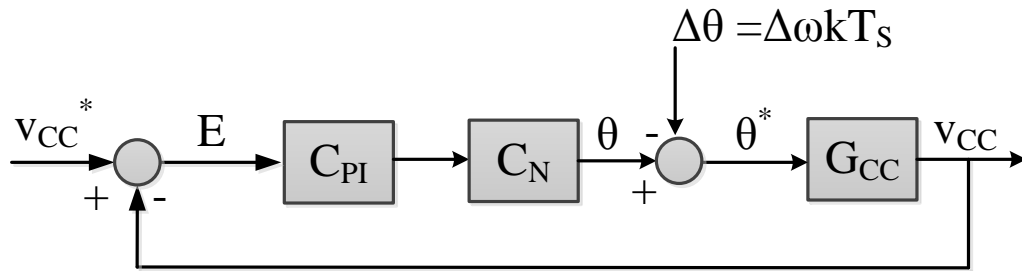 Δθ =ΔωkT_S
v_CC^* E C_PI C_N θ - θ^* G_CC v_CC
+ - +